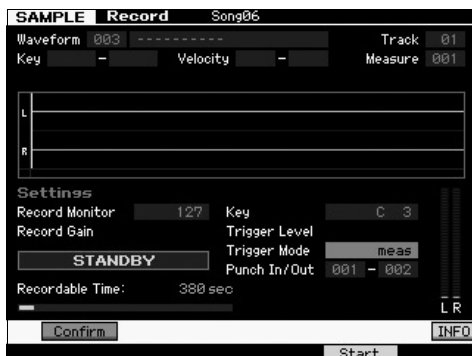 SAMPLE Record Song06
Waveform 003 ---------- Track 01
Key - Velocity - Measure 001
L
R
Settings
Record Monitor 127 Key C 3
Record Gain Trigger Level
Trigger Mode meas
STANDBY
Punch In/Out 001 - 002
Recordable Time: 380 sec
L R
Confirm INFO
Start